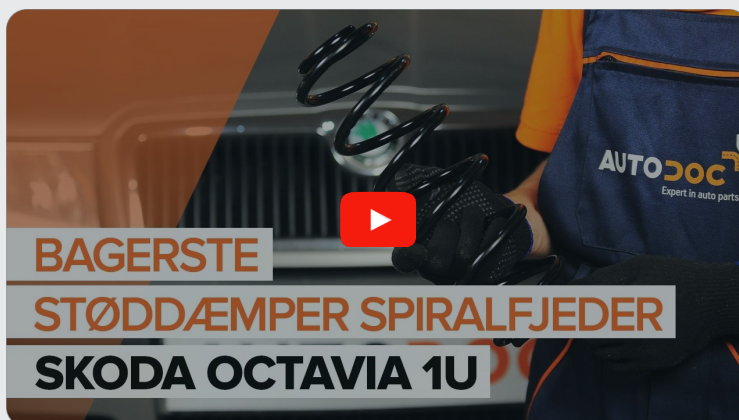 AUTODOC
Expert in auto parts
BAGERSTE
STØDDÆMPER SPIRALFJEDER
SKODA OCTAVIA 1U